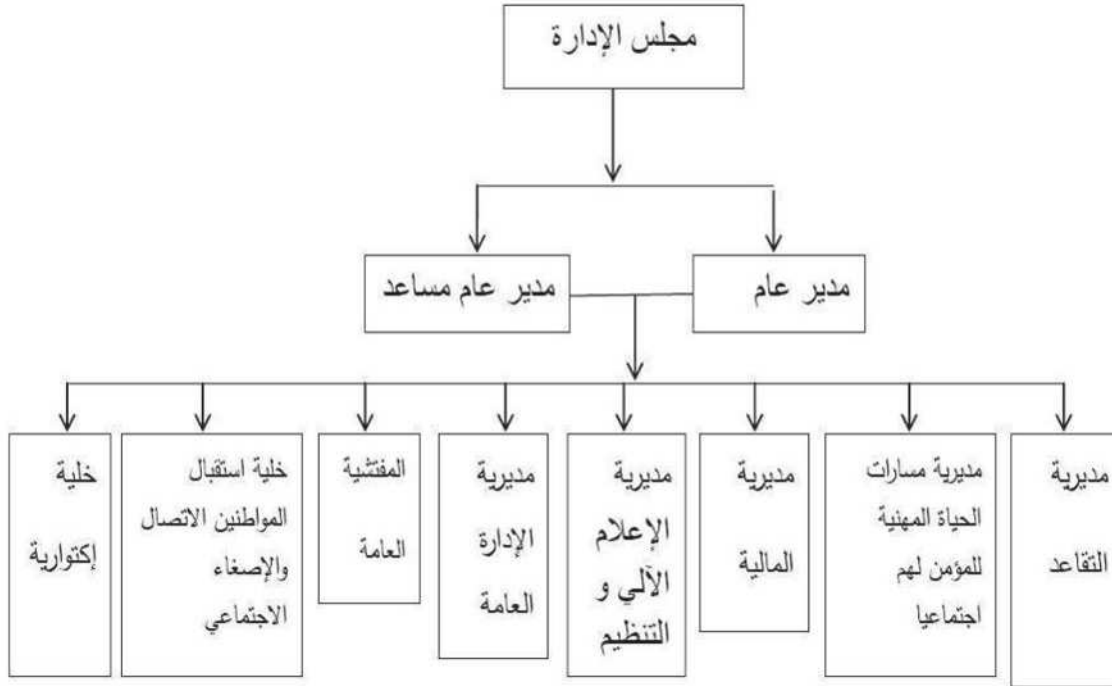 مجلس الإدارة
مدير عام
مدير عام مساعد
مديرية
التقاعد
مديرية مسارات
الحياة المهنية
للمؤمن لهم
اجتماعيا
مديرية
المالية
مديرية
الإعلام
الآلي و
التنظيم
مديرية
الإدارة
العامة
المفتشية
العامة
خلية استقبال
المواطنين الاتصال
والإصغاء
الاجتماعي
خلية
إكتوارية